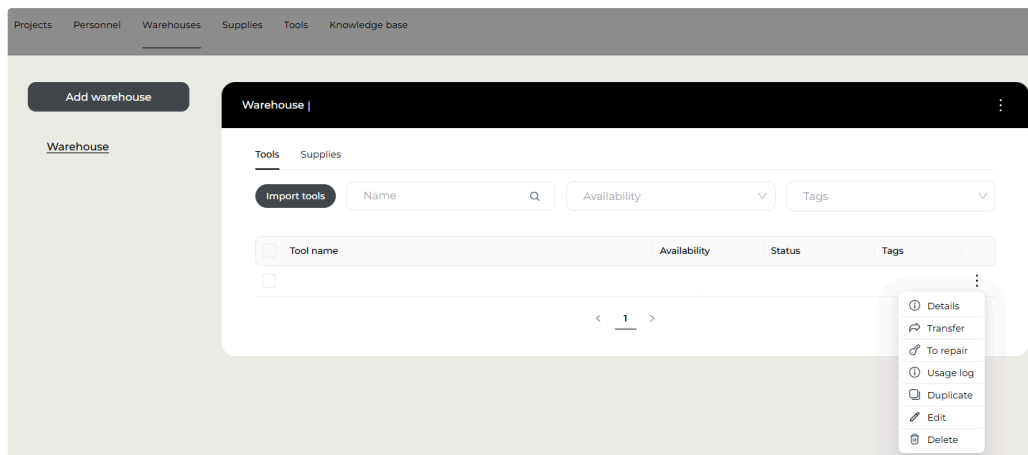 Projects Personnel Warehouses Supplies Tools Knowledge base
Add warehouse
Warehouse
Warehouse |
Tools Supplies
Import tools Name Availability Tags
Tool name Availability Status Tags
1
Details
Transfer
To repair
Usage log
Duplicate
Edit
Delete